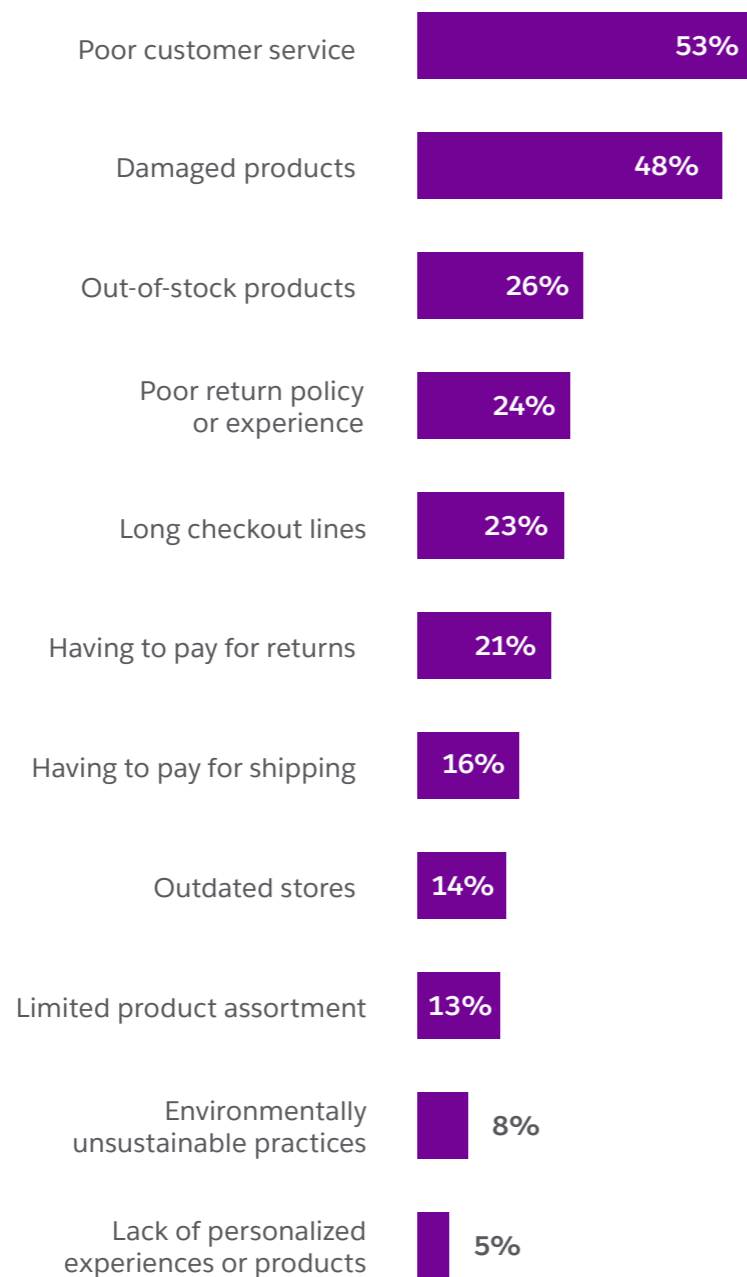 Poor customer service
53%
Damaged products
48%
Out-of-stock products
26%
Poor return policy
or experience
24%
Long checkout lines
23%
Having to pay for returns
21%
Having to pay for shipping
16%
Outdated stores
14%
Limited product assortment
13%
Environmentally
unsustainable practices
8%
Lack of personalized
experiences or products
5%